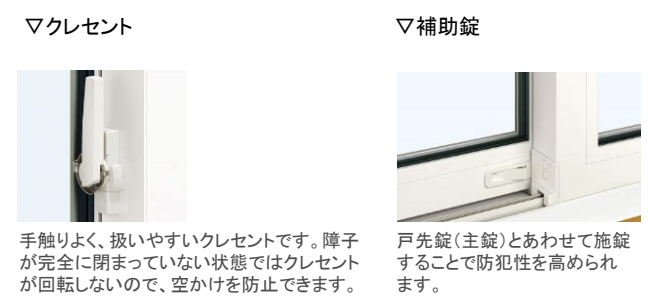 ▽クレセント
手触りよく、扱いやすいクレセントです。障子
が完全に閉まっていない状態ではクレセント
が回転しないので、空かけを防止できます。
▽補助錠
戸先錠（主錠）とあわせて施錠
することで防犯性を高められ
ます。